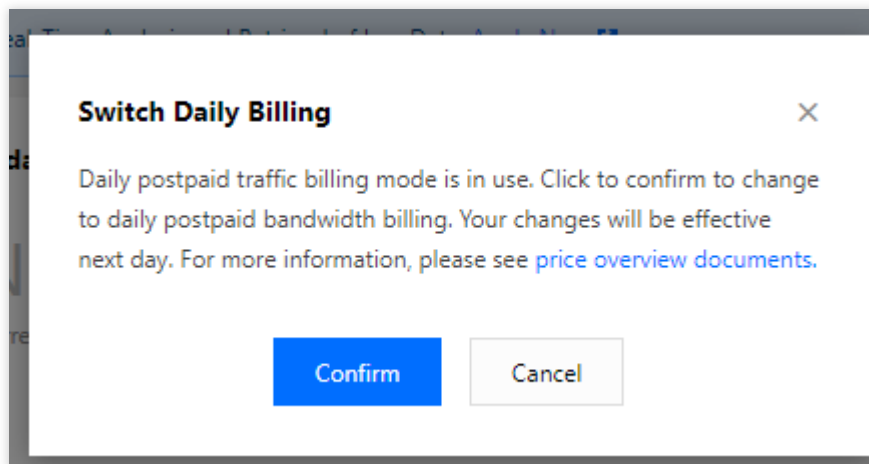 Switch Daily Billing
Daily postpaid traffic billing mode is in use. Click to confirm to change
to daily postpaid bandwidth billing. Your changes will be effective
next day. For more information, please see price overview documents.
Confirm
Cancel